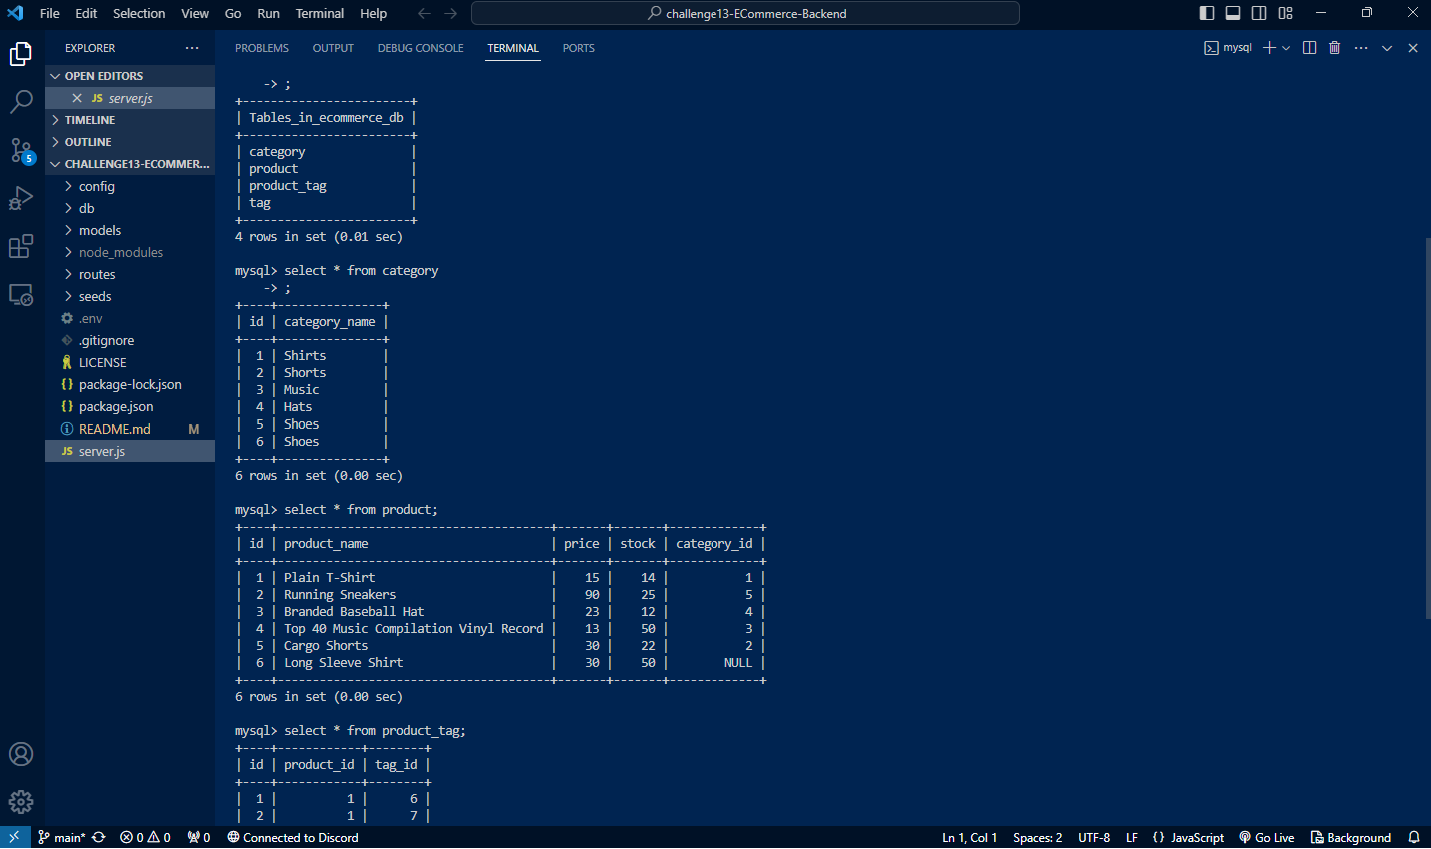 File Edit Selection View Go Run Terminal Help
challenge13-ECommerce-Backend
EXPLORER
OPEN EDITORS
JS server.js
TIMELINE
OUTLINE
CHALLENGE13-ECOMMER...
config
db
models
node_modules
routes
seeds
.env
.gitignore
LICENSE
{} package-lock.json
{} package.json
README.md M
JS server.js
5
PROBLEMS OUTPUT DEBUG CONSOLE TERMINAL PORTS
mysql
    -> ;
+------------------------+
| Tables_in_ecommerce_db |
+------------------------+
| category               |
| product                |
| product_tag            |
| tag                    |
+------------------------+
4 rows in set (0.01 sec)
mysql> select * from category
    -> ;
+----+---------------+
| id | category_name |
+----+---------------+
|  1 | Shirts        |
|  2 | Shorts        |
|  3 | Music         |
|  4 | Hats          |
|  5 | Shoes         |
|  6 | Shoes         |
+----+---------------+
6 rows in set (0.00 sec)
mysql> select * from product;
+----+---------------------------------------+-------+-------+-------------+
| id | product_name                          | price | stock | category_id |
+----+---------------------------------------+-------+-------+-------------+
|  1 | Plain T-Shirt                         |    15 |    14 |           1 |
|  2 | Running Sneakers                      |    90 |    25 |           5 |
|  3 | Branded Baseball Hat                  |    23 |    12 |           4 |
|  4 | Top 40 Music Compilation Vinyl Record |    13 |    50 |           3 |
|  5 | Cargo Shorts                          |    30 |    22 |           2 |
|  6 | Long Sleeve Shirt                     |    30 |    50 |        NULL |
+----+---------------------------------------+-------+-------+-------------+
6 rows in set (0.00 sec)
mysql> select * from product_tag;
+----+------------+--------+
| id | product_id | tag_id |
+----+------------+--------+
|  1 |          1 |      6 |
|  2 |          1 |      7 |
main* 0 0 0 Connected to Discord Ln 1, Col 1 Spaces: 2 UTF-8 LF {} JavaScript Go Live Background